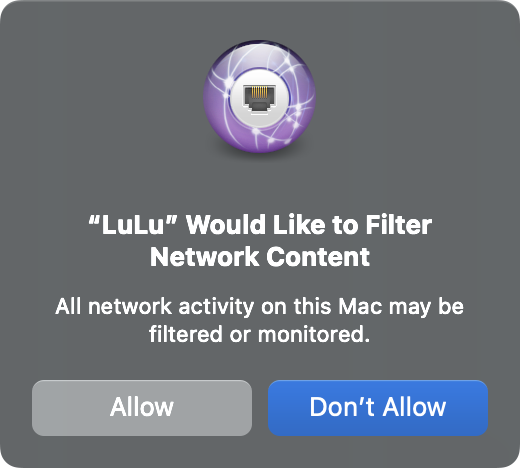 “LuLu” Would Like to Filter
Network Content
All network activity on this Mac may be
filtered or monitored.
Allow
Don’t Allow